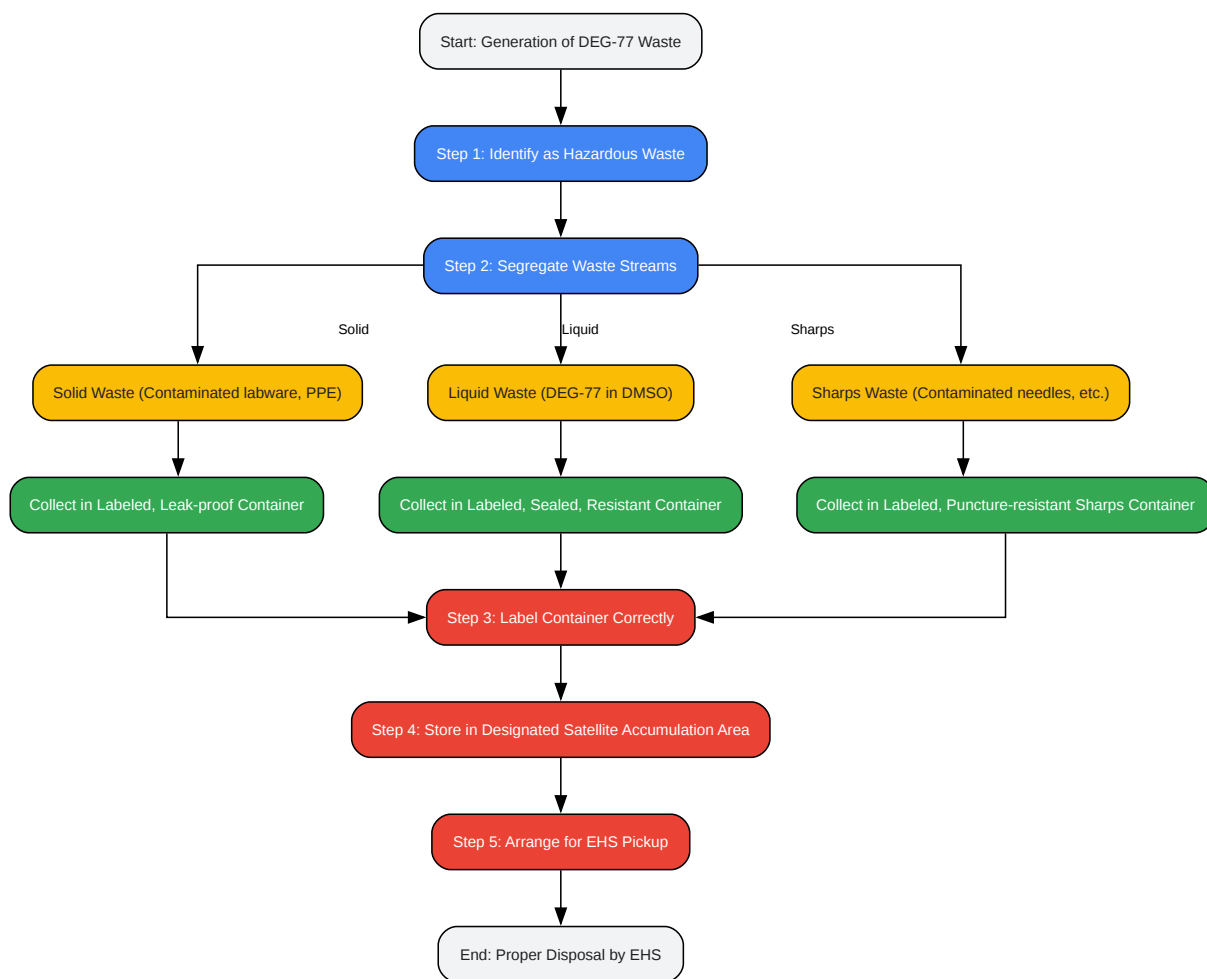 Start: Generation of DEG-77 Waste
Step 1: Identify as Hazardous Waste
Step 2: Segregate Waste Streams
Solid
Liquid
Sharps
Solid Waste (Contaminated labware, PPE)
Liquid Waste (DEG-77 in DMSO)
Sharps Waste (Contaminated needles, etc.)
Collect in Labeled, Leak-proof Container
Collect in Labeled, Sealed, Resistant Container
Collect in Labeled, Puncture-resistant Sharps Container
Step 3: Label Container Correctly
Step 4: Store in Designated Satellite Accumulation Area
Step 5: Arrange for EHS Pickup
End: Proper Disposal by EHS